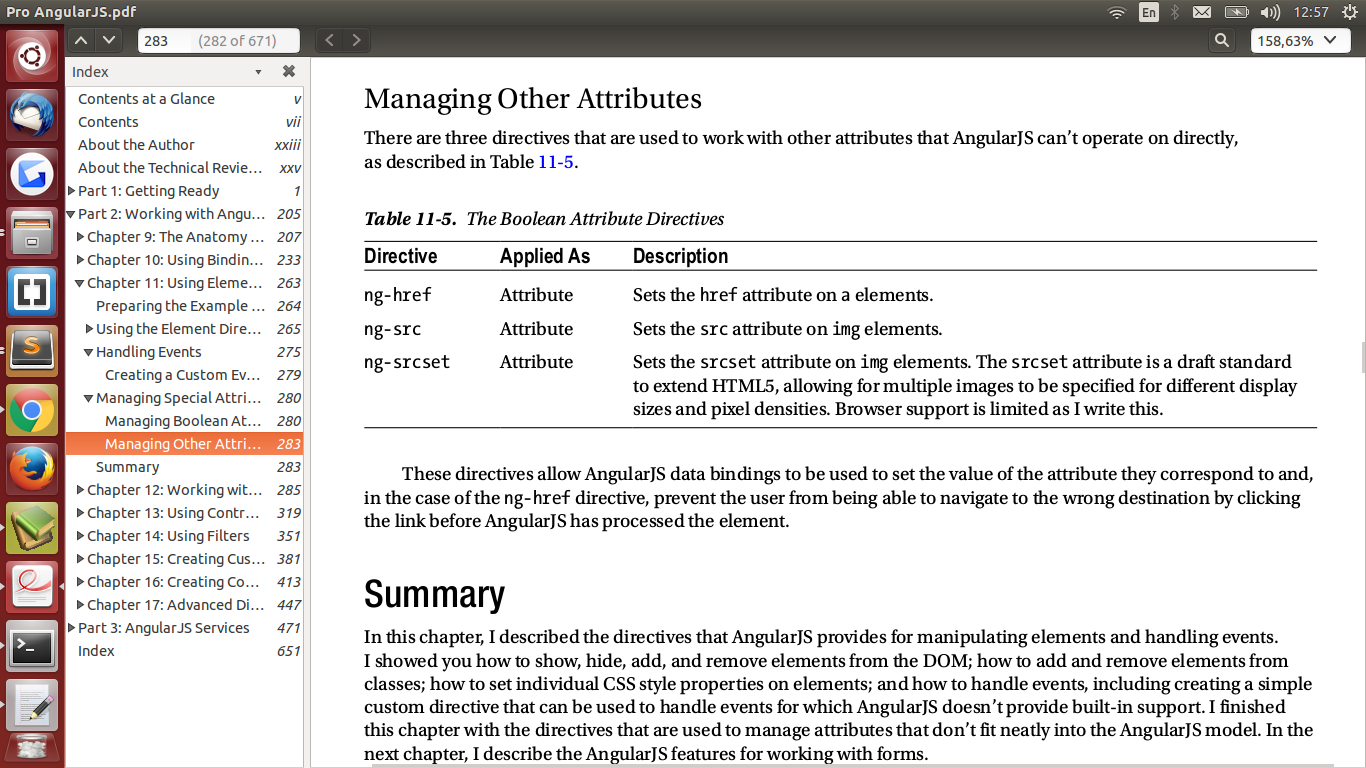 Pro AngularJS.pdf
En
12:57
283 (282 of 671)
158,63%
Index
Contents at a Glance v
Contents vii
About the Author xxiii
About the Technical Revie... xxv
Part 1: Getting Ready 1
Part 2: Working with Angu... 205
Chapter 9: The Anatomy ... 207
Chapter 10: Using Bindin... 233
Chapter 11: Using Eleme... 263
Preparing the Example ... 264
Using the Element Dire... 265
Handling Events 275
Creating a Custom Ev... 279
Managing Special Attri... 280
Managing Boolean At... 280
Managing Other Attri... 283
Summary 283
Chapter 12: Working wit... 285
Chapter 13: Using Contr... 319
Chapter 14: Using Filters 351
Chapter 15: Creating Cus... 381
Chapter 16: Creating Co... 413
Chapter 17: Advanced Di... 447
Part 3: AngularJS Services 471
Index 651
Managing Other Attributes
There are three directives that are used to work with other attributes that AngularJS can’t operate on directly,
as described in Table 11-5.
Table 11-5. The Boolean Attribute Directives
Directive Applied As Description
ng-href Attribute Sets the href attribute on a elements.
ng-src Attribute Sets the src attribute on img elements.
ng-srcset Attribute Sets the srcset attribute on img elements. The srcset attribute is a draft standard
to extend HTML5, allowing for multiple images to be specified for different display
sizes and pixel densities. Browser support is limited as I write this.
These directives allow AngularJS data bindings to be used to set the value of the attribute they correspond to and,
in the case of the ng-href directive, prevent the user from being able to navigate to the wrong destination by clicking
the link before AngularJS has processed the element.
Summary
In this chapter, I described the directives that AngularJS provides for manipulating elements and handling events.
I showed you how to show, hide, add, and remove elements from the DOM; how to add and remove elements from
classes; how to set individual CSS style properties on elements; and how to handle events, including creating a simple
custom directive that can be used to handle events for which AngularJS doesn’t provide built-in support. I finished
this chapter with the directives that are used to manage attributes that don’t fit neatly into the AngularJS model. In the
next chapter, I describe the AngularJS features for working with forms.